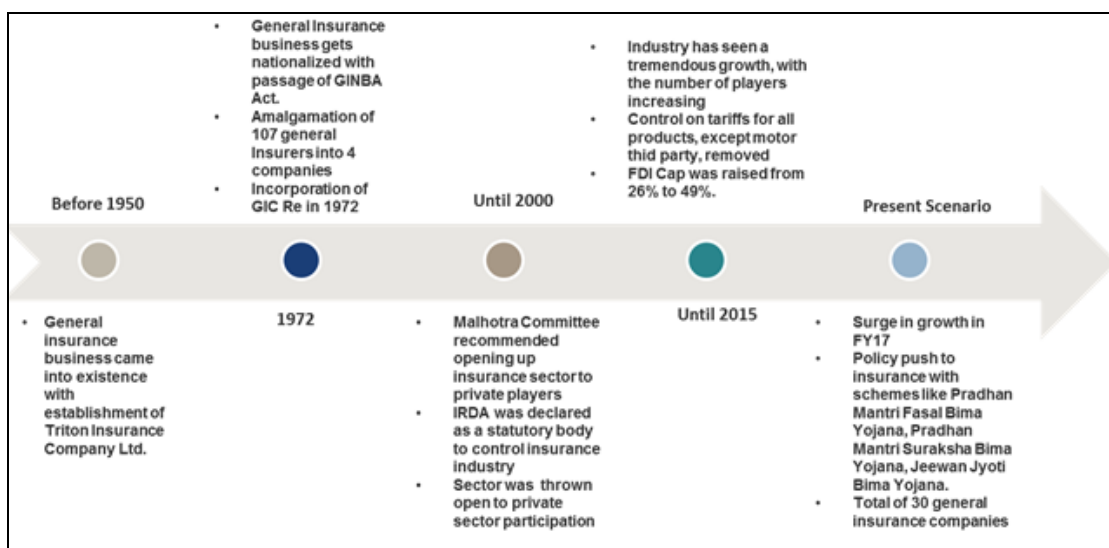 Before 1950
• General
insurance
business came
into existence
with
establishment of
Triton Insurance
Company Ltd.
• General Insurance
business gets
nationalized with
passage of GINBA
Act.
• Amalgamation of
107 general
Insurers into 4
companies
• Incorporation of
GIC Re in 1972
1972
Until 2000
• Malhotra Committee
recommended
opening up
insurance sector to
private players
• IRDA was declared
as a statutory body
to control insurance
industry
• Sector was thrown
open to private
sector participation
• Industry has seen a
tremendous growth, with
the number of players
increasing
• Control on tariffs for all
products, except motor
thid party, removed
• FDI Cap was raised from
26% to 49%.
Until 2015
Present Scenario
• Surge in growth in
FY17
• Policy push to
insurance with
schemes like Pradhan
Mantri Fasal Bima
Yojana, Pradhan
Mantri Suraksha Bima
Yojana, Jeewan Jyoti
Bima Yojana.
• Total of 30 general
insurance companies